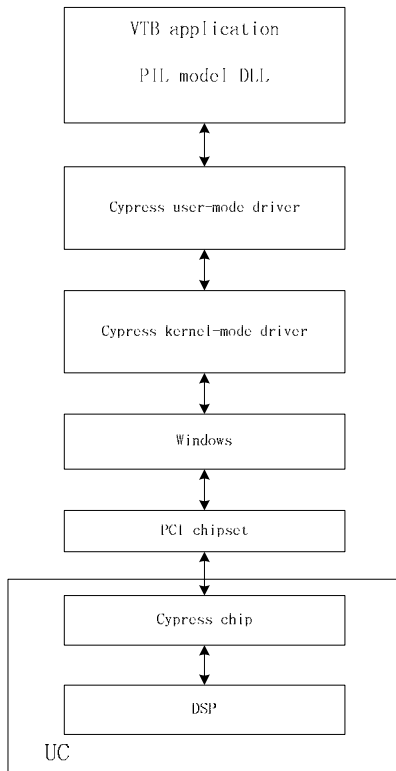 VTB application
PIL model DLL
Cypress user-mode driver
Cypress kernel-mode driver
Windows
PCI chipset
Cypress chip
DSP
UC